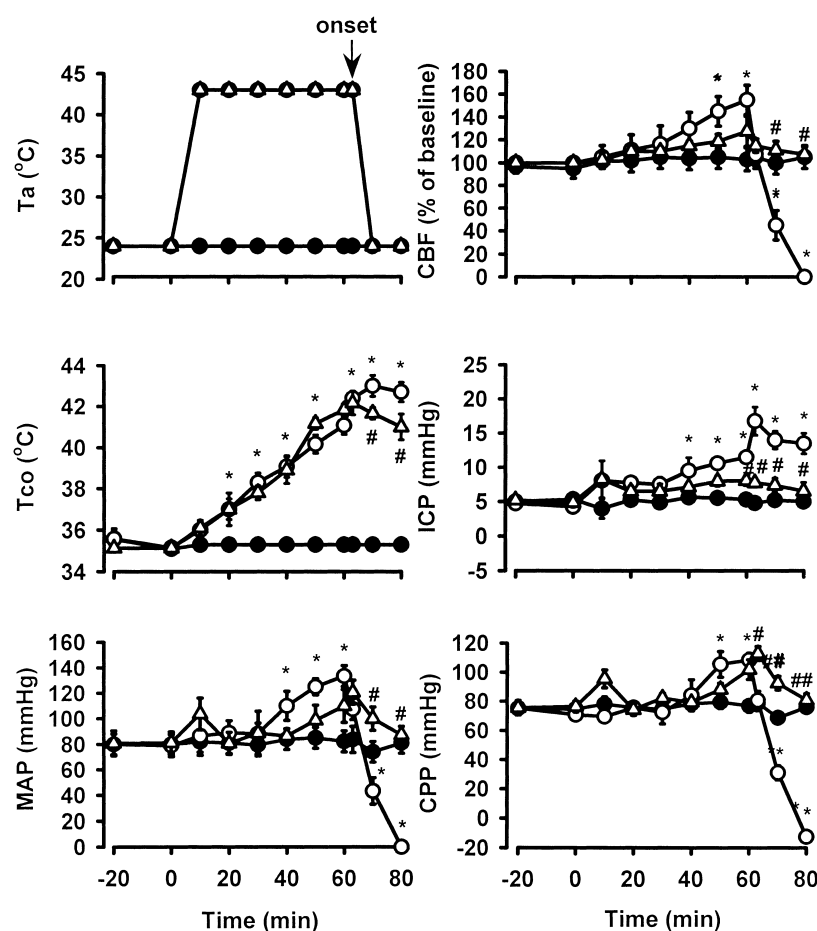 onset
Ta (°C)
45
40
35
30
25
20
CBF (% of baseline)
180
160
140
120
100
80
60
40
20
0
* * # # * *
Tco (°C)
44
42
40
38
36
34
* * * * * * # #
ICP (mmHg)
25
20
15
10
5
0
-5
* * * * * * # # # #
MAP (mmHg)
160
140
120
100
80
60
40
20
0
* * * # # * *
-20 0 20 40 60 80
Time (min)
CPP (mmHg)
120
100
80
60
40
20
0
-20
* * # ## ## ** * *
-20 0 20 40 60 80
Time (min)